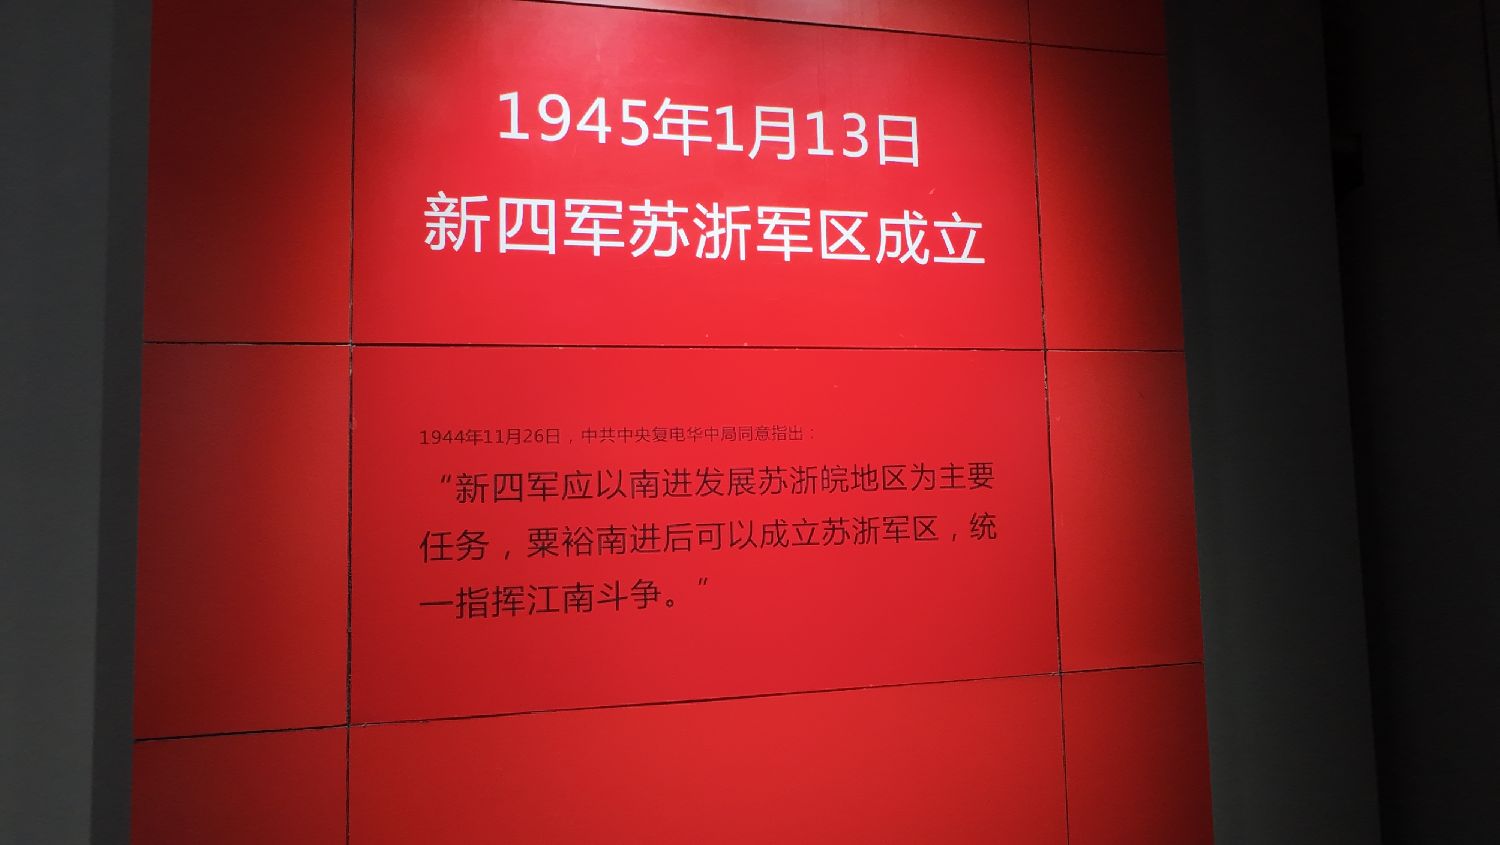 1945年1月13日
新四军苏浙军区成立
1944年11月26日，中共中央复电华中局同意指出：
“新四军应以南进发展苏浙皖地区为主要
任务，粟裕南进后可以成立苏浙军区，统
一指挥江南斗争。”